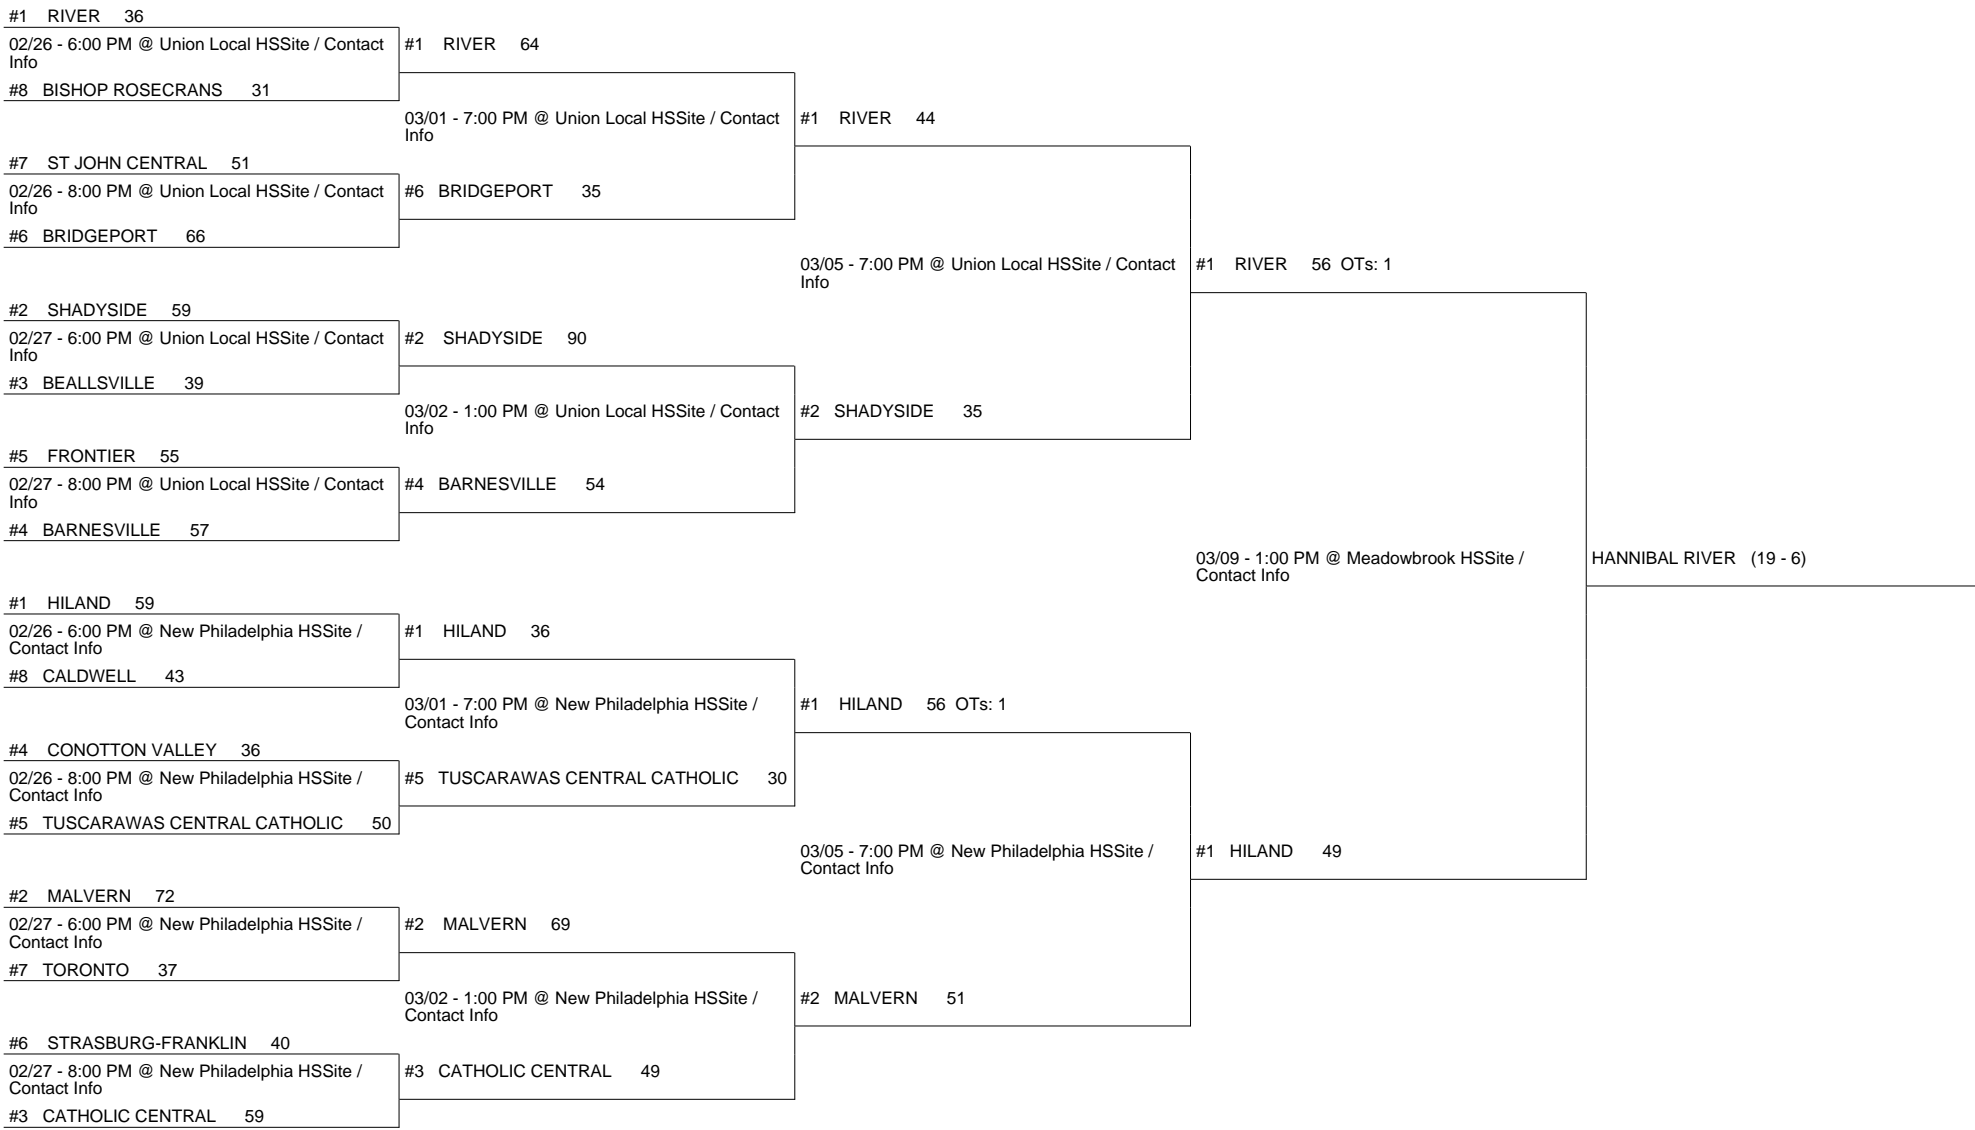 #1 RIVER 36
02/26 - 6:00 PM @ Union Local HSSite / Contact
Info
#8 BISHOP ROSECRANS 31
#7 ST JOHN CENTRAL 51
02/26 - 8:00 PM @ Union Local HSSite / Contact
Info
#6 BRIDGEPORT 66
#2 SHADYSIDE 59
02/27 - 6:00 PM @ Union Local HSSite / Contact
Info
#3 BEALLSVILLE 39
#5 FRONTIER 55
02/27 - 8:00 PM @ Union Local HSSite / Contact
Info
#4 BARNESVILLE 57
#1 HILAND 59
02/26 - 6:00 PM @ New Philadelphia HSSite /
Contact Info
#8 CALDWELL 43
#4 CONOTTON VALLEY 36
02/26 - 8:00 PM @ New Philadelphia HSSite /
Contact Info
#5 TUSCARAWAS CENTRAL CATHOLIC 50
#2 MALVERN 72
02/27 - 6:00 PM @ New Philadelphia HSSite /
Contact Info
#7 TORONTO 37
#6 STRASBURG-FRANKLIN 40
02/27 - 8:00 PM @ New Philadelphia HSSite /
Contact Info
#3 CATHOLIC CENTRAL 59
#1 RIVER 64
03/01 - 7:00 PM @ Union Local HSSite / Contact
Info
#6 BRIDGEPORT 35
#2 SHADYSIDE 90
03/02 - 1:00 PM @ Union Local HSSite / Contact
Info
#4 BARNESVILLE 54
#1 HILAND 36
03/01 - 7:00 PM @ New Philadelphia HSSite /
Contact Info
#5 TUSCARAWAS CENTRAL CATHOLIC 30
#2 MALVERN 69
03/02 - 1:00 PM @ New Philadelphia HSSite /
Contact Info
#3 CATHOLIC CENTRAL 49
#1 RIVER 44
03/05 - 7:00 PM @ Union Local HSSite / Contact
Info
#2 SHADYSIDE 35
#1 HILAND 56 OTs: 1
03/05 - 7:00 PM @ New Philadelphia HSSite /
Contact Info
#2 MALVERN 51
#1 RIVER 56 OTs: 1
03/09 - 1:00 PM @ Meadowbrook HSSite /
Contact Info
#1 HILAND 49
HANNIBAL RIVER (19 - 6)